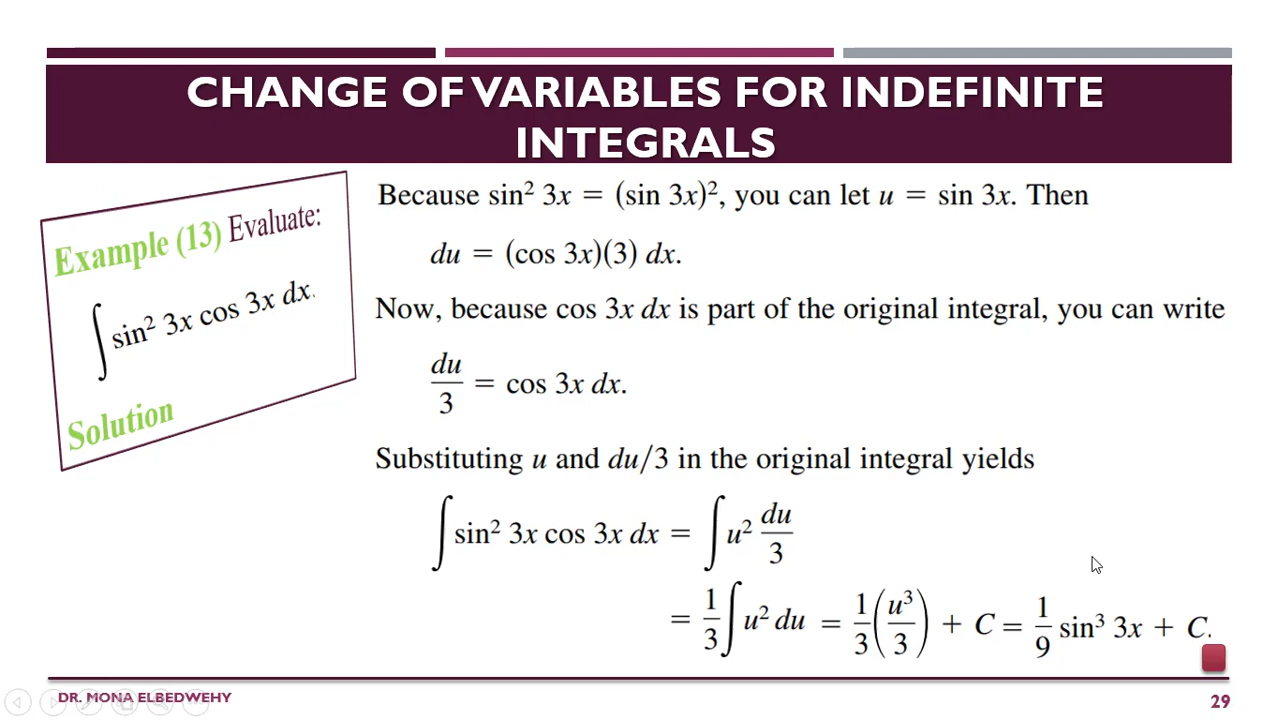 CHANGE OF VARIABLES FOR INDEFINITE
INTEGRALS
Example (13) Evaluate:
∫ sin² 3x cos 3x dx.
Solution
Because sin² 3x = (sin 3x)², you can let u = sin 3x. Then
du = (cos 3x)(3) dx.
Now, because cos 3x dx is part of the original integral, you can write
du/3 = cos 3x dx.
Substituting u and du/3 in the original integral yields
∫ sin² 3x cos 3x dx = ∫ u² du/3
= 1/3 ∫ u² du = 1/3 (u³/3) + C = 1/9 sin³ 3x + C.
DR. MONA ELBEDWEHY
29